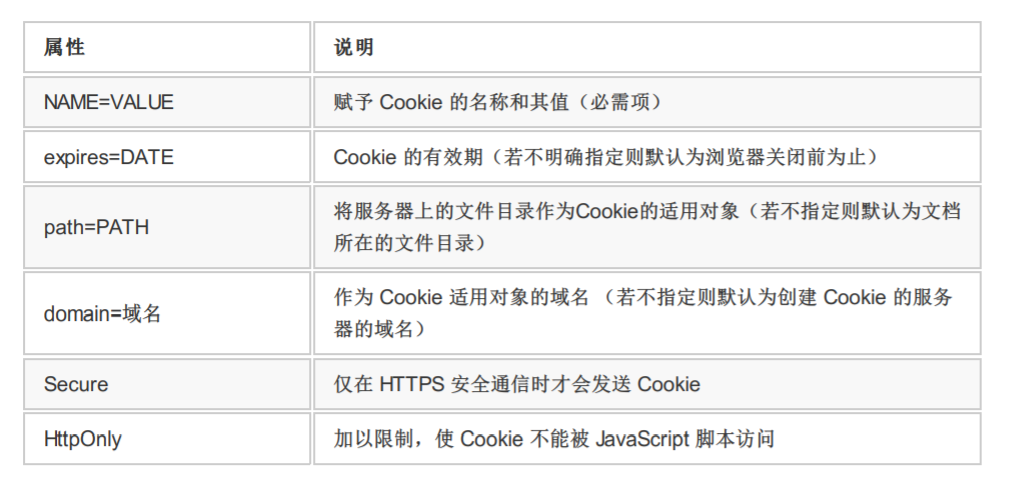 属性
说明
NAME=VALUE
赋予 Cookie 的名称和其值（必需项）
expires=DATE
Cookie 的有效期（若不明确指定则默认为浏览器关闭前为止）
path=PATH
将服务器上的文件目录作为Cookie的适用对象（若不指定则默认为文档
所在的文件目录）
domain=域名
作为 Cookie 适用对象的域名 （若不指定则默认为创建 Cookie 的服务
器的域名）
Secure
仅在 HTTPS 安全通信时才会发送 Cookie
HttpOnly
加以限制，使 Cookie 不能被 JavaScript 脚本访问